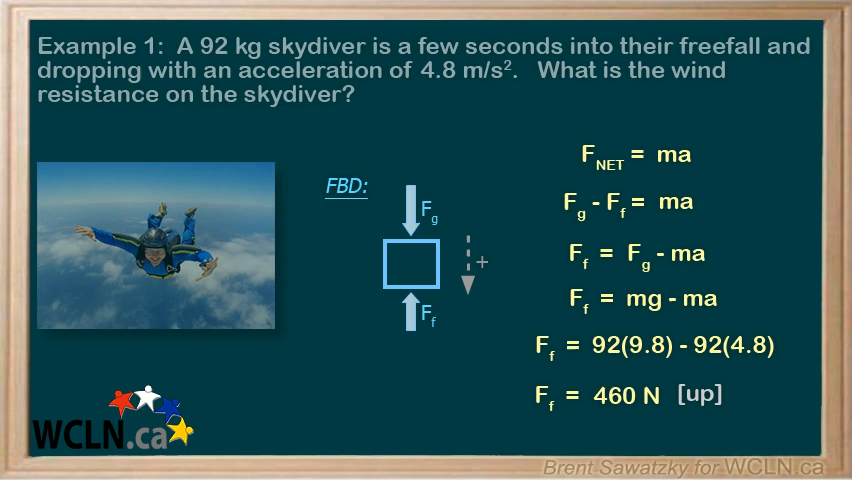 Example 1: A 92 kg skydiver is a few seconds into their freefall and
dropping with an acceleration of 4.8 m/s². What is the wind
resistance on the skydiver?
FBD:
Fg
+
Ff
FNET = ma
Fg - Ff = ma
Ff = Fg - ma
Ff = mg - ma
Ff = 92(9.8) - 92(4.8)
Ff = 460 N [up]
WCLN.ca
Brent Sawatzky for WCLN.ca